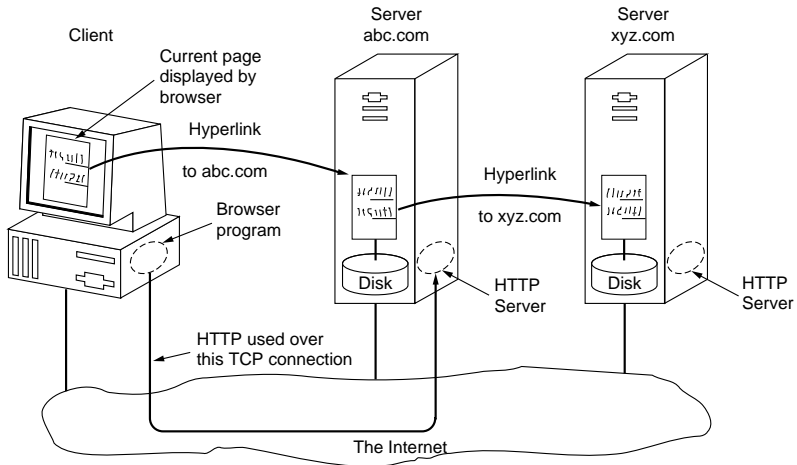 Client
Server
abc.com
Server
xyz.com
Current page
displayed by
browser
Hyperlink
to abc.com
Hyperlink
to xyz.com
Browser
program
Disk
HTTP
Server
Disk
HTTP
Server
HTTP used over
this TCP connection
The Internet